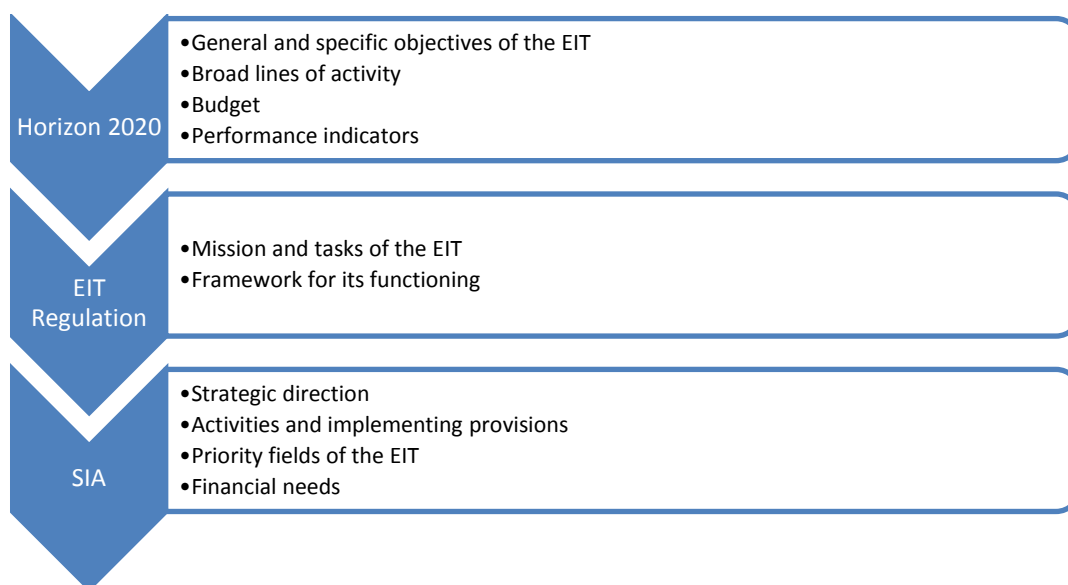 Horizon 2020
•General and specific objectives of the EIT
•Broad lines of activity
•Budget
•Performance indicators
EIT
Regulation
•Mission and tasks of the EIT
•Framework for its functioning
SIA
•Strategic direction
•Activities and implementing provisions
•Priority fields of the EIT
•Financial needs